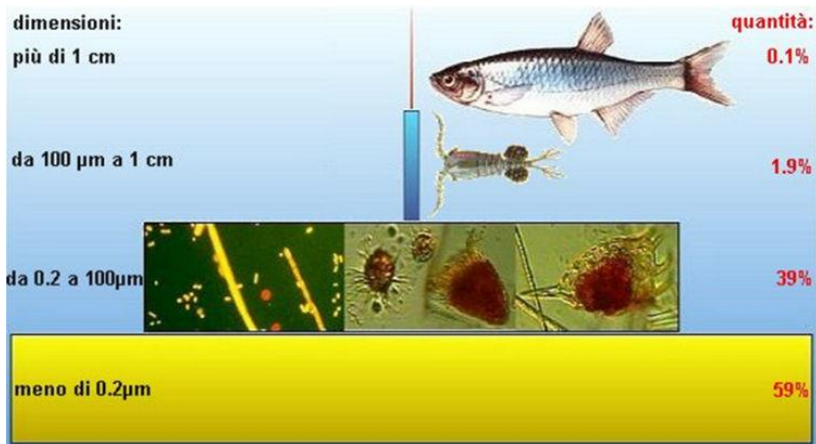 dimensioni: quantità:
più di 1 cm 0.1%
da 100 µm a 1 cm 1.9%
da 0.2 a 100µm 39%
meno di 0.2µm 59%